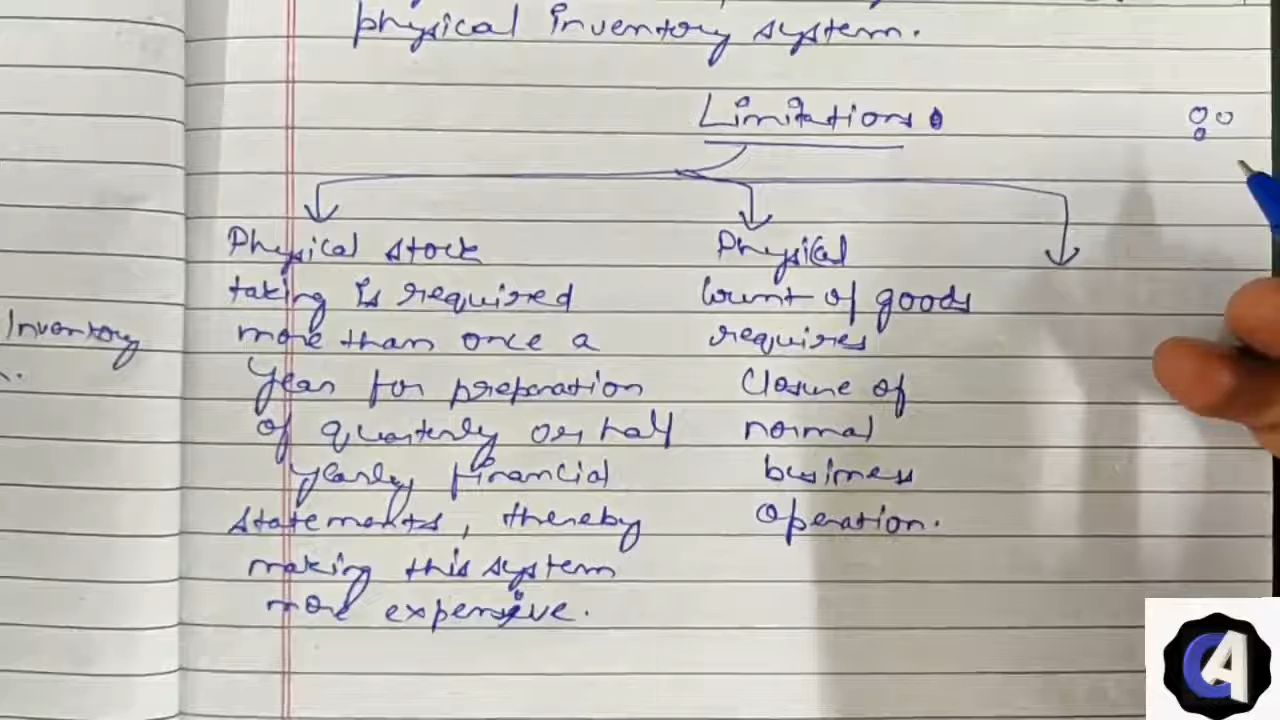 physical Inventory system.
Limitations
Physical stock
taking is required
more than once a
Year for preparation
of quarterly or half
yearly financial
statements, thereby
making this system
more expensive.
Physical
Count of goods
requires
Closure of
normal
business
Operation.
Inventory
CA